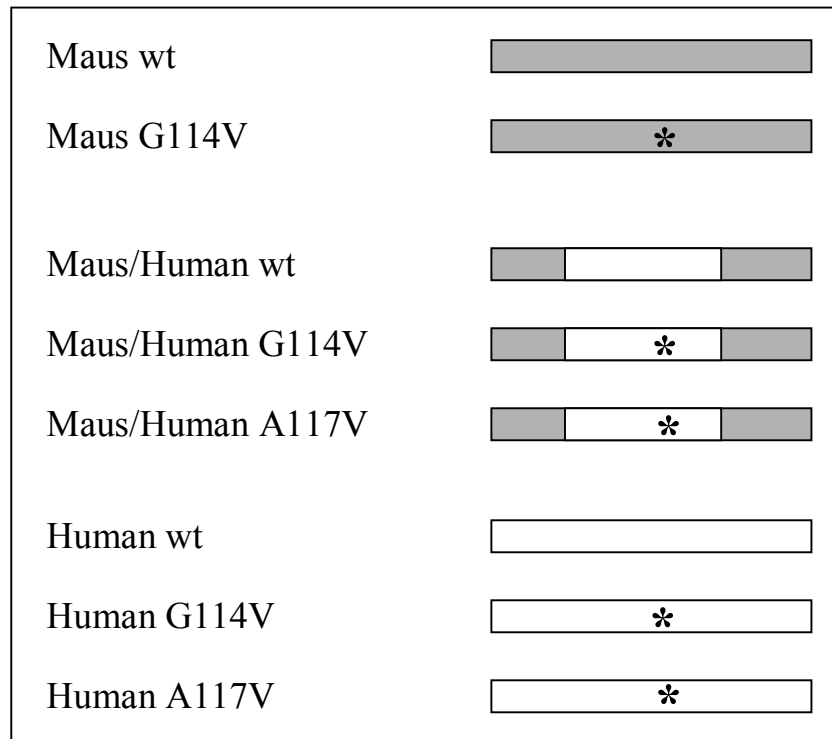 Maus wt
Maus G114V
*
Maus/Human wt
Maus/Human G114V
*
Maus/Human A117V
*
Human wt
Human G114V
*
Human A117V
*